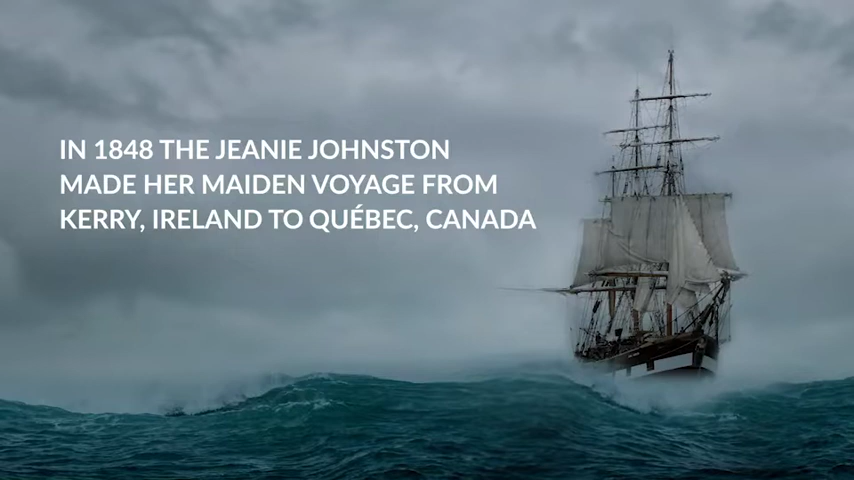 IN 1848 THE JEANIE JOHNSTON
MADE HER MAIDEN VOYAGE FROM
KERRY, IRELAND TO QUÉBEC, CANADA